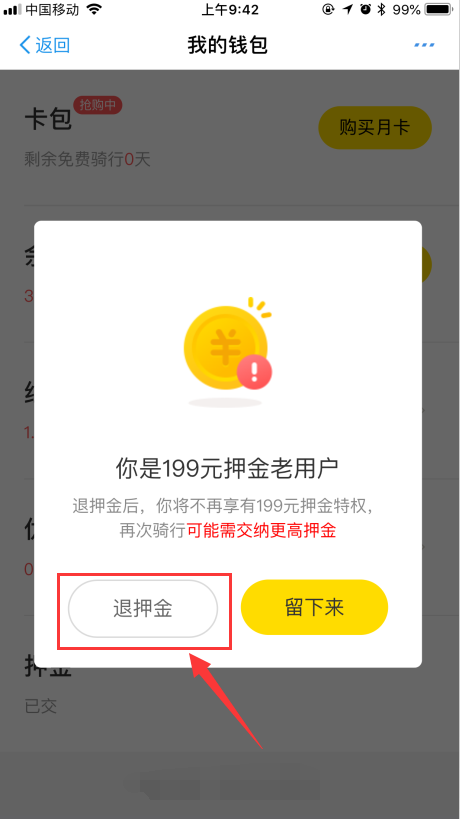 中国移动 上午9:42 99%
返回 我的钱包
卡包 抢购中
购买月卡
剩余免费骑行0天
3
1.
0
你是199元押金老用户
退押金后，你将不再享有199元押金特权，
再次骑行可能需交纳更高押金
退押金 留下来
押金
已交